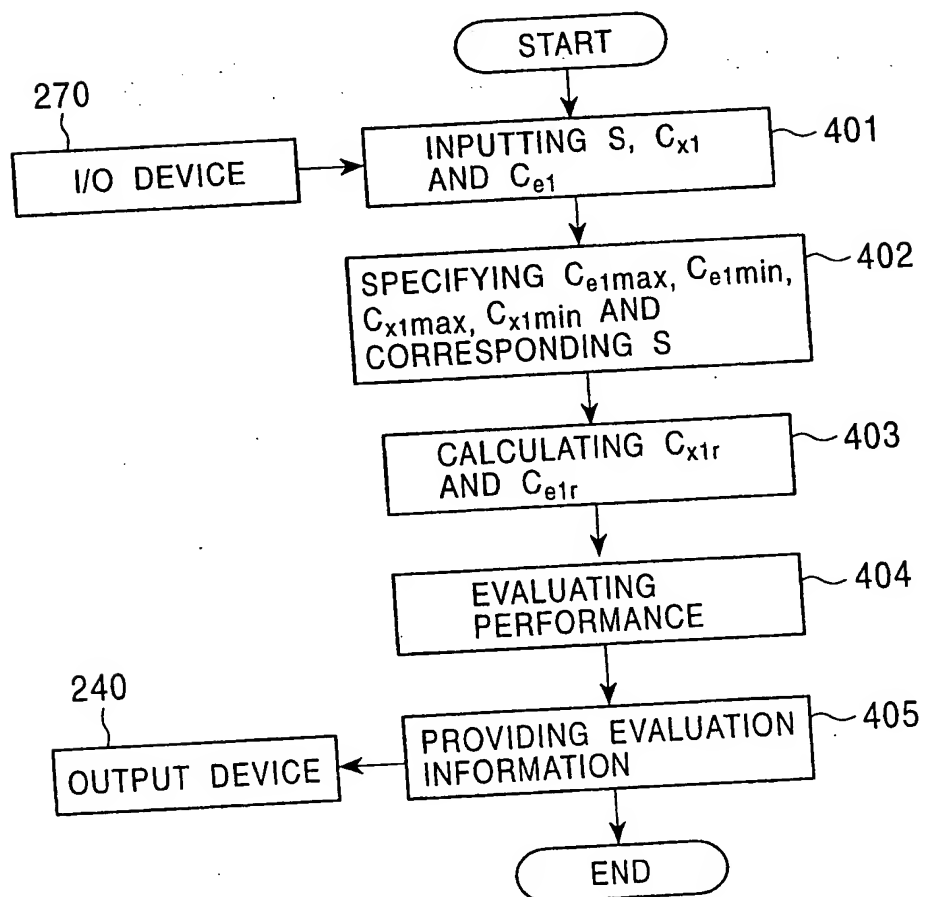 START
270
I/O DEVICE
INPUTTING S, Cx1
AND Ce1
401
SPECIFYING Ce1max, Ce1min,
Cx1max, Cx1min AND
CORRESPONDING S
402
CALCULATING Cx1r
AND Ce1r
403
EVALUATING
PERFORMANCE
404
240
OUTPUT DEVICE
PROVIDING EVALUATION
INFORMATION
405
END